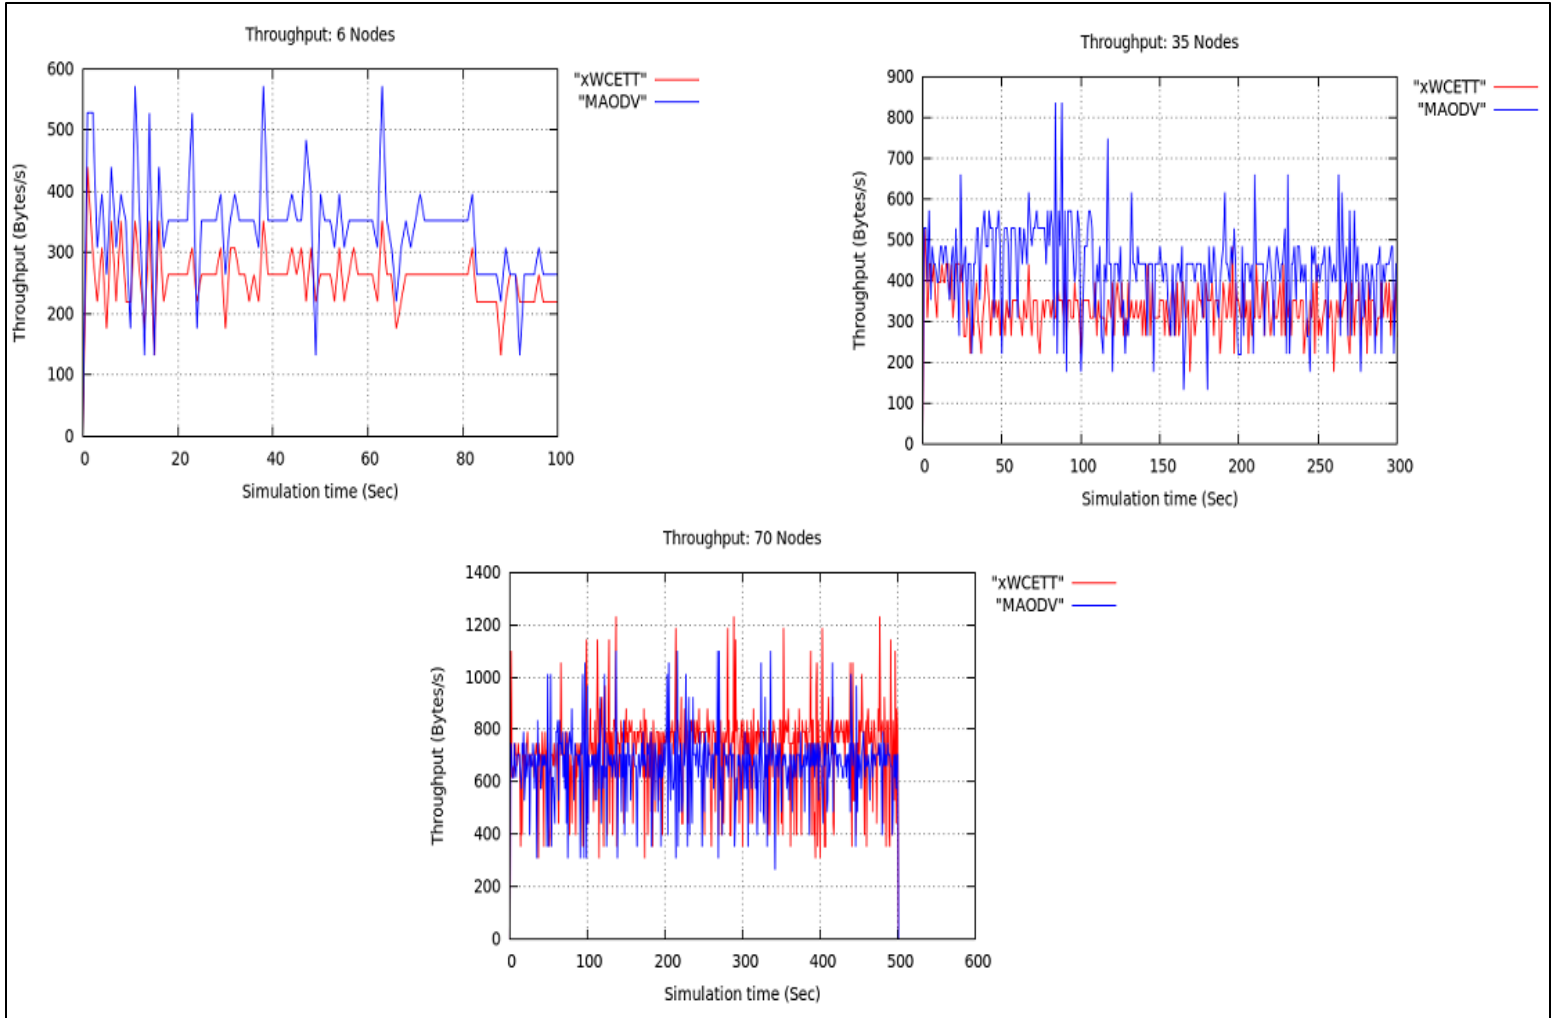 Throughput: 6 Nodes
600
500
400
300
200
100
0
Throughput (Bytes/s)
0 20 40 60 80 100
Simulation time (Sec)
"xWCETT"
"MAODV"
Throughput: 35 Nodes
900
800
700
600
500
400
300
200
100
0
Throughput (Bytes/s)
0 50 100 150 200 250 300
Simulation time (Sec)
"xWCETT"
"MAODV"
Throughput: 70 Nodes
1400
1200
1000
800
600
400
200
0
Throughput (Bytes/s)
0 100 200 300 400 500 600
Simulation time (Sec)
"xWCETT"
"MAODV"